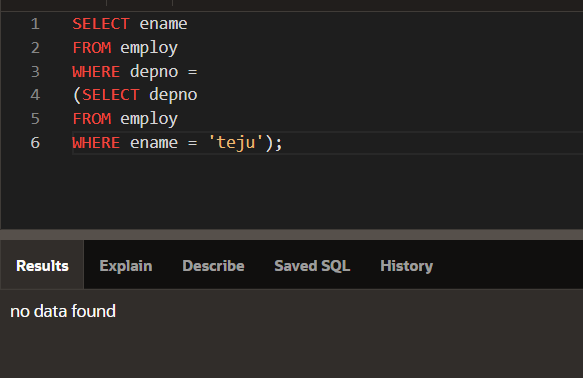 1 SELECT ename
2 FROM employ
3 WHERE depno =
4 (SELECT depno
5 FROM employ
6 WHERE ename = 'teju');
Results Explain Describe Saved SQL History
no data found